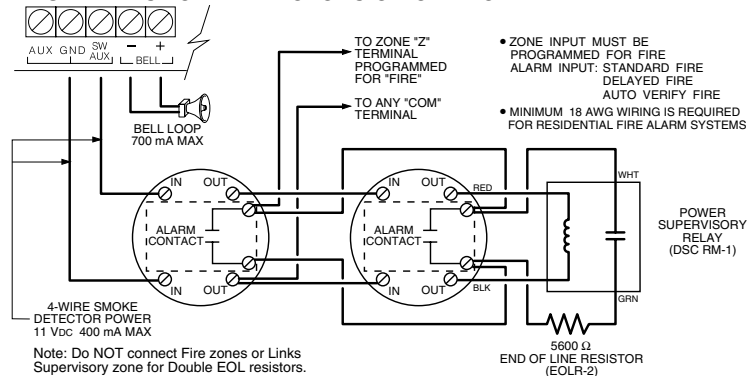 AUX GND SW AUX − +
BELL
BELL LOOP
700 mA MAX
TO ZONE "Z"
TERMINAL
PROGRAMMED
FOR "FIRE"
TO ANY "COM"
TERMINAL
• ZONE INPUT MUST BE
PROGRAMMED FOR FIRE
ALARM INPUT: STANDARD FIRE
DELAYED FIRE
AUTO VERIFY FIRE
• MINIMUM 18 AWG WIRING IS REQUIRED
FOR RESIDENTIAL FIRE ALARM SYSTEMS
IN OUT
ALARM
CONTACT
IN OUT
IN OUT RED
ALARM
CONTACT
IN OUT BLK
WHT
POWER
SUPERVISORY
RELAY
(DSC RM-1)
GRN
4-WIRE SMOKE
DETECTOR POWER
11 VDC 400 mA MAX
5600 Ω
END OF LINE RESISTOR
(EOLR-2)
Note: Do NOT connect Fire zones or Links
Supervisory zone for Double EOL resistors.